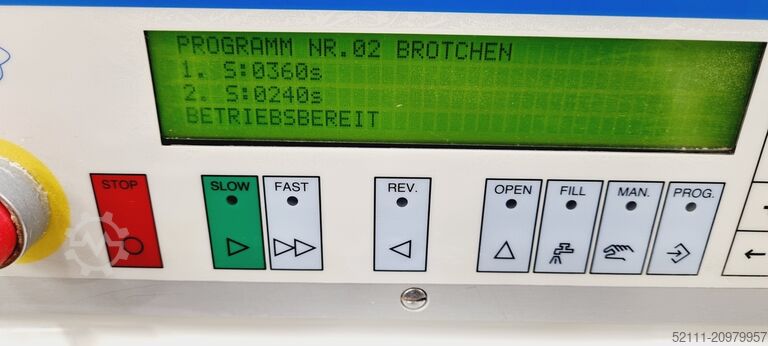 PROGRAMM NR.02 BROTCHEN
1. S:0360s
2. S:0240s
BETRIEBSBEREIT
STOP SLOW FAST REV. OPEN FILL MAN. PROG.
52111-20979957